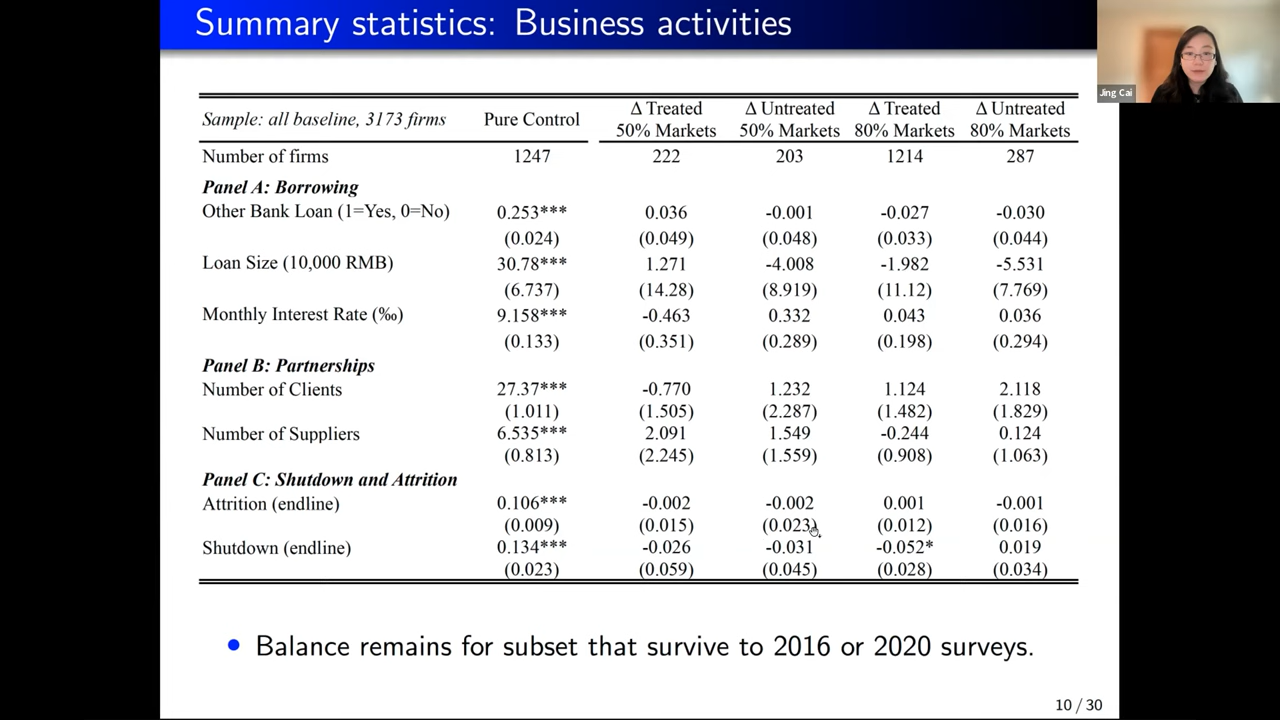 Summary statistics: Business activities
Jing Cai
Sample: all baseline, 3173 firms Pure Control Δ Treated 50% Markets Δ Untreated 50% Markets Δ Treated 80% Markets Δ Untreated 80% Markets
Number of firms 1247 222 203 1214 287
Panel A: Borrowing
Other Bank Loan (1=Yes, 0=No) 0.253*** 0.036 -0.001 -0.027 -0.030
(0.024) (0.049) (0.048) (0.033) (0.044)
Loan Size (10,000 RMB) 30.78*** 1.271 -4.008 -1.982 -5.531
(6.737) (14.28) (8.919) (11.12) (7.769)
Monthly Interest Rate (‰) 9.158*** -0.463 0.332 0.043 0.036
(0.133) (0.351) (0.289) (0.198) (0.294)
Panel B: Partnerships
Number of Clients 27.37*** -0.770 1.232 1.124 2.118
(1.011) (1.505) (2.287) (1.482) (1.829)
Number of Suppliers 6.535*** 2.091 1.549 -0.244 0.124
(0.813) (2.245) (1.559) (0.908) (1.063)
Panel C: Shutdown and Attrition
Attrition (endline) 0.106*** -0.002 -0.002 0.001 -0.001
(0.009) (0.015) (0.023) (0.012) (0.016)
Shutdown (endline) 0.134*** -0.026 -0.031 -0.052* 0.019
(0.023) (0.059) (0.045) (0.028) (0.034)
• Balance remains for subset that survive to 2016 or 2020 surveys.
10 / 30